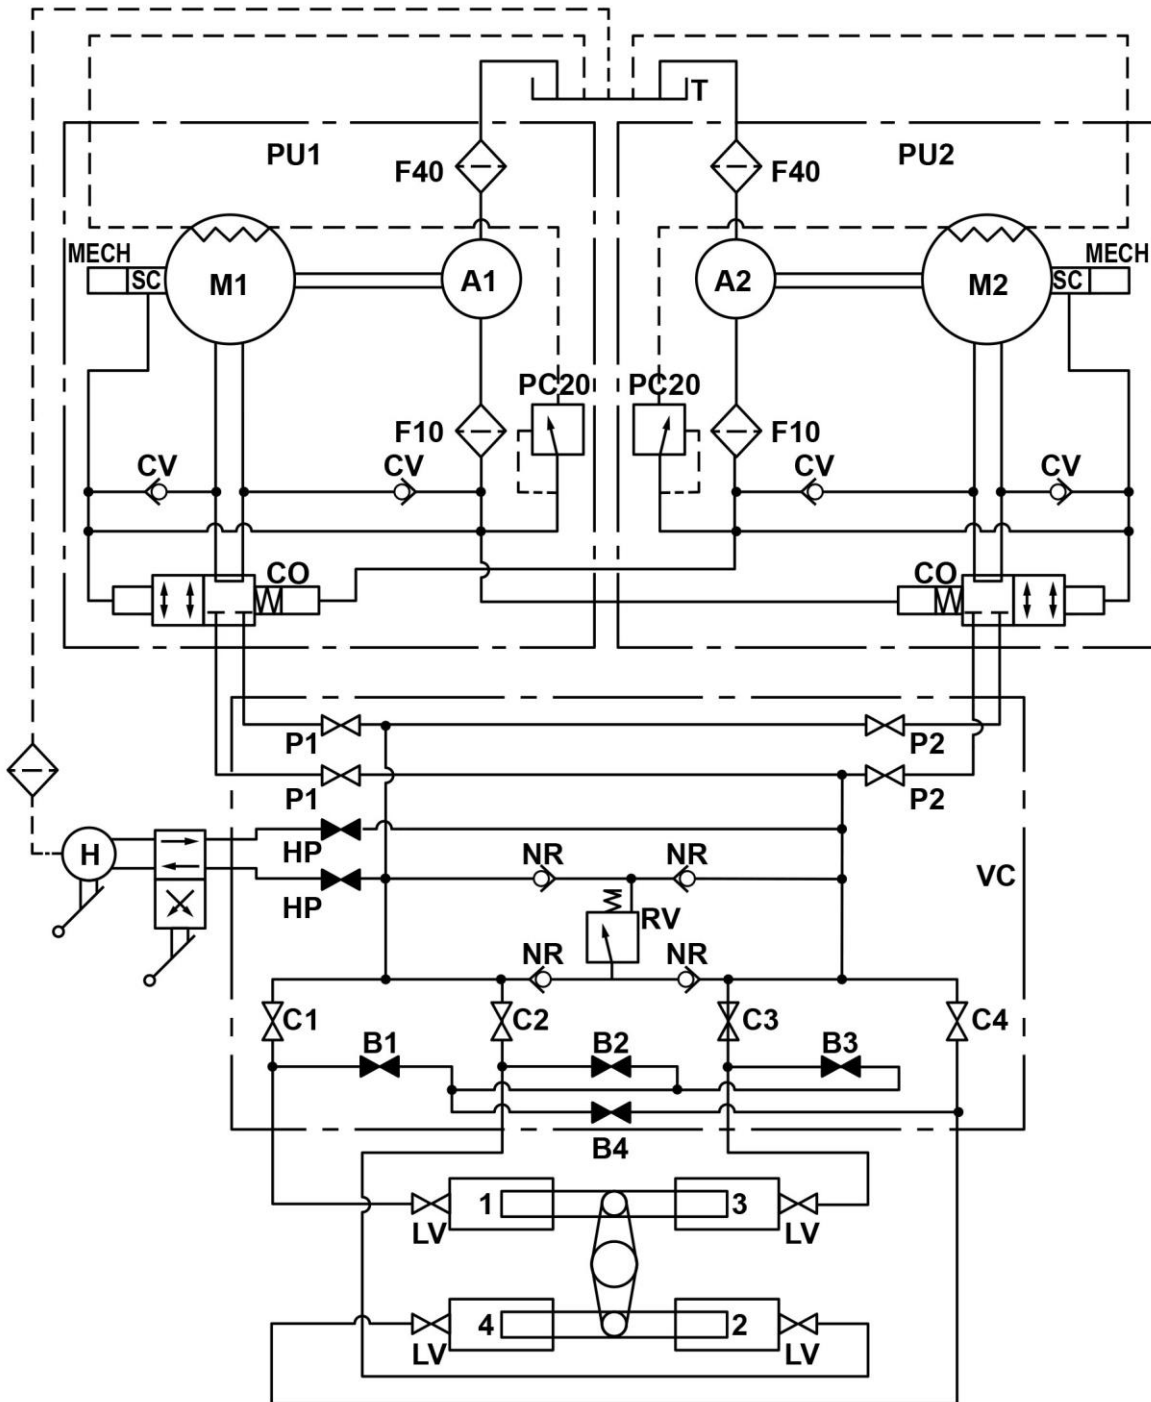 T
PU1 PU2
F40 F40
MECH MECH
SC M1 A1 A2 M2 SC
PC20 PC20
F10 F10
CV CV CV CV
CO CO
P1 P2
P1 P2
H HP NR NR VC
HP RV
NR NR
C1 C2 C3 C4
B1 B2 B3
B4
1 3
LV LV
4 2
LV LV